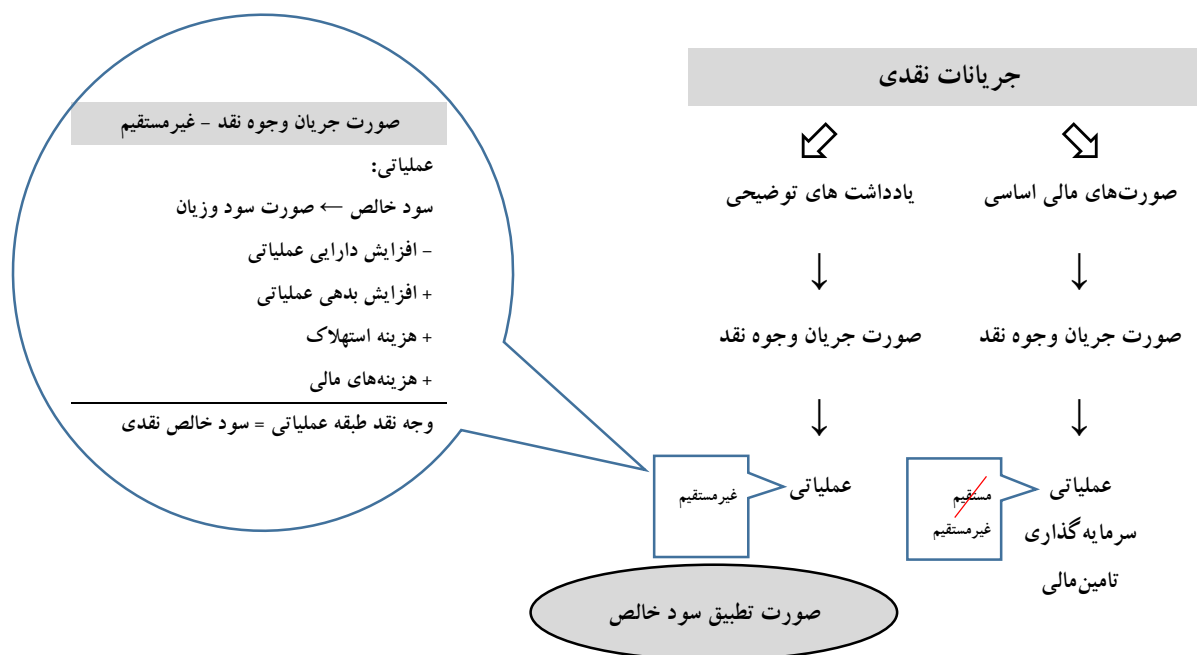 جریانات نقدی
صورت‌های مالی اساسی
یادداشت های توضیحی
↓
↓
صورت جریان وجوه نقد
صورت جریان وجوه نقد
↓
↓
عملیاتی
سرمایه‌گذاری
تامین‌مالی
مستقیم
غیرمستقیم
عملیاتی
غیرمستقیم
صورت تطبیق سود خالص
صورت جریان وجوه نقد – غیرمستقیم
عملیاتی:
سود خالص ← صورت سود وزیان
– افزایش دارایی عملیاتی
+ افزایش بدهی عملیاتی
+ هزینه استهلاک
+ هزینه‌های مالی
وجه نقد طبقه عملیاتی = سود خالص نقدی